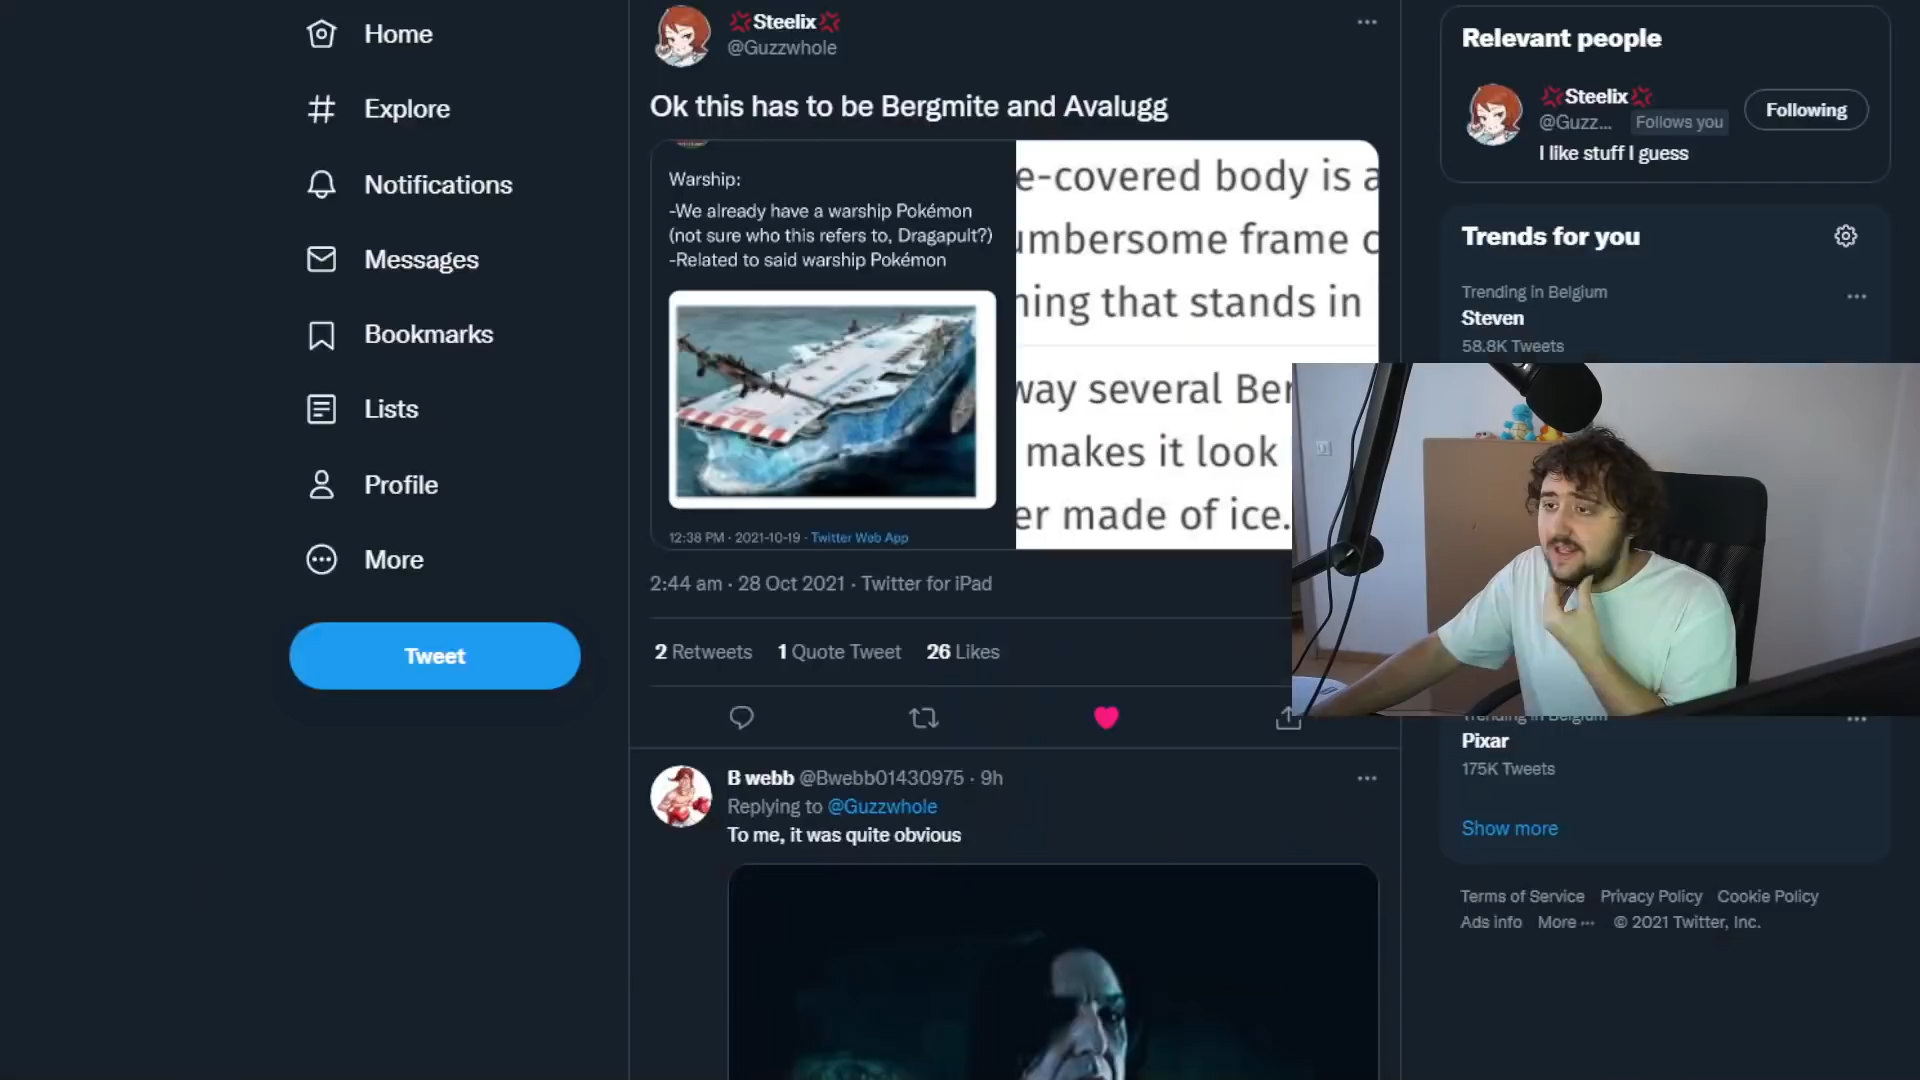 Home
Explore
Notifications
Messages
Bookmarks
Lists
Profile
More
Tweet
Steelix
@Guzzwhole
Ok this has to be Bergmite and Avalugg
Warship:
-We already have a warship Pokémon
(not sure who this refers to, Dragapult?)
-Related to said warship Pokémon
12:38 PM · 2021-10-19 · Twitter Web App
e-covered body is a
umbersome frame c
ning that stands in
way several Ber
makes it look
er made of ice.
2:44 am · 28 Oct 2021 · Twitter for iPad
2 Retweets 1 Quote Tweet 26 Likes
B webb @Bwebb01430975 · 9h
Replying to @Guzzwhole
To me, it was quite obvious
Relevant people
Steelix
@Guzz... Follows you
Following
I like stuff I guess
Trends for you
Trending in Belgium
Steven
58.8K Tweets
Trending in Belgium
Pixar
175K Tweets
Show more
Terms of Service Privacy Policy Cookie Policy
Ads info More ··· © 2021 Twitter, Inc.